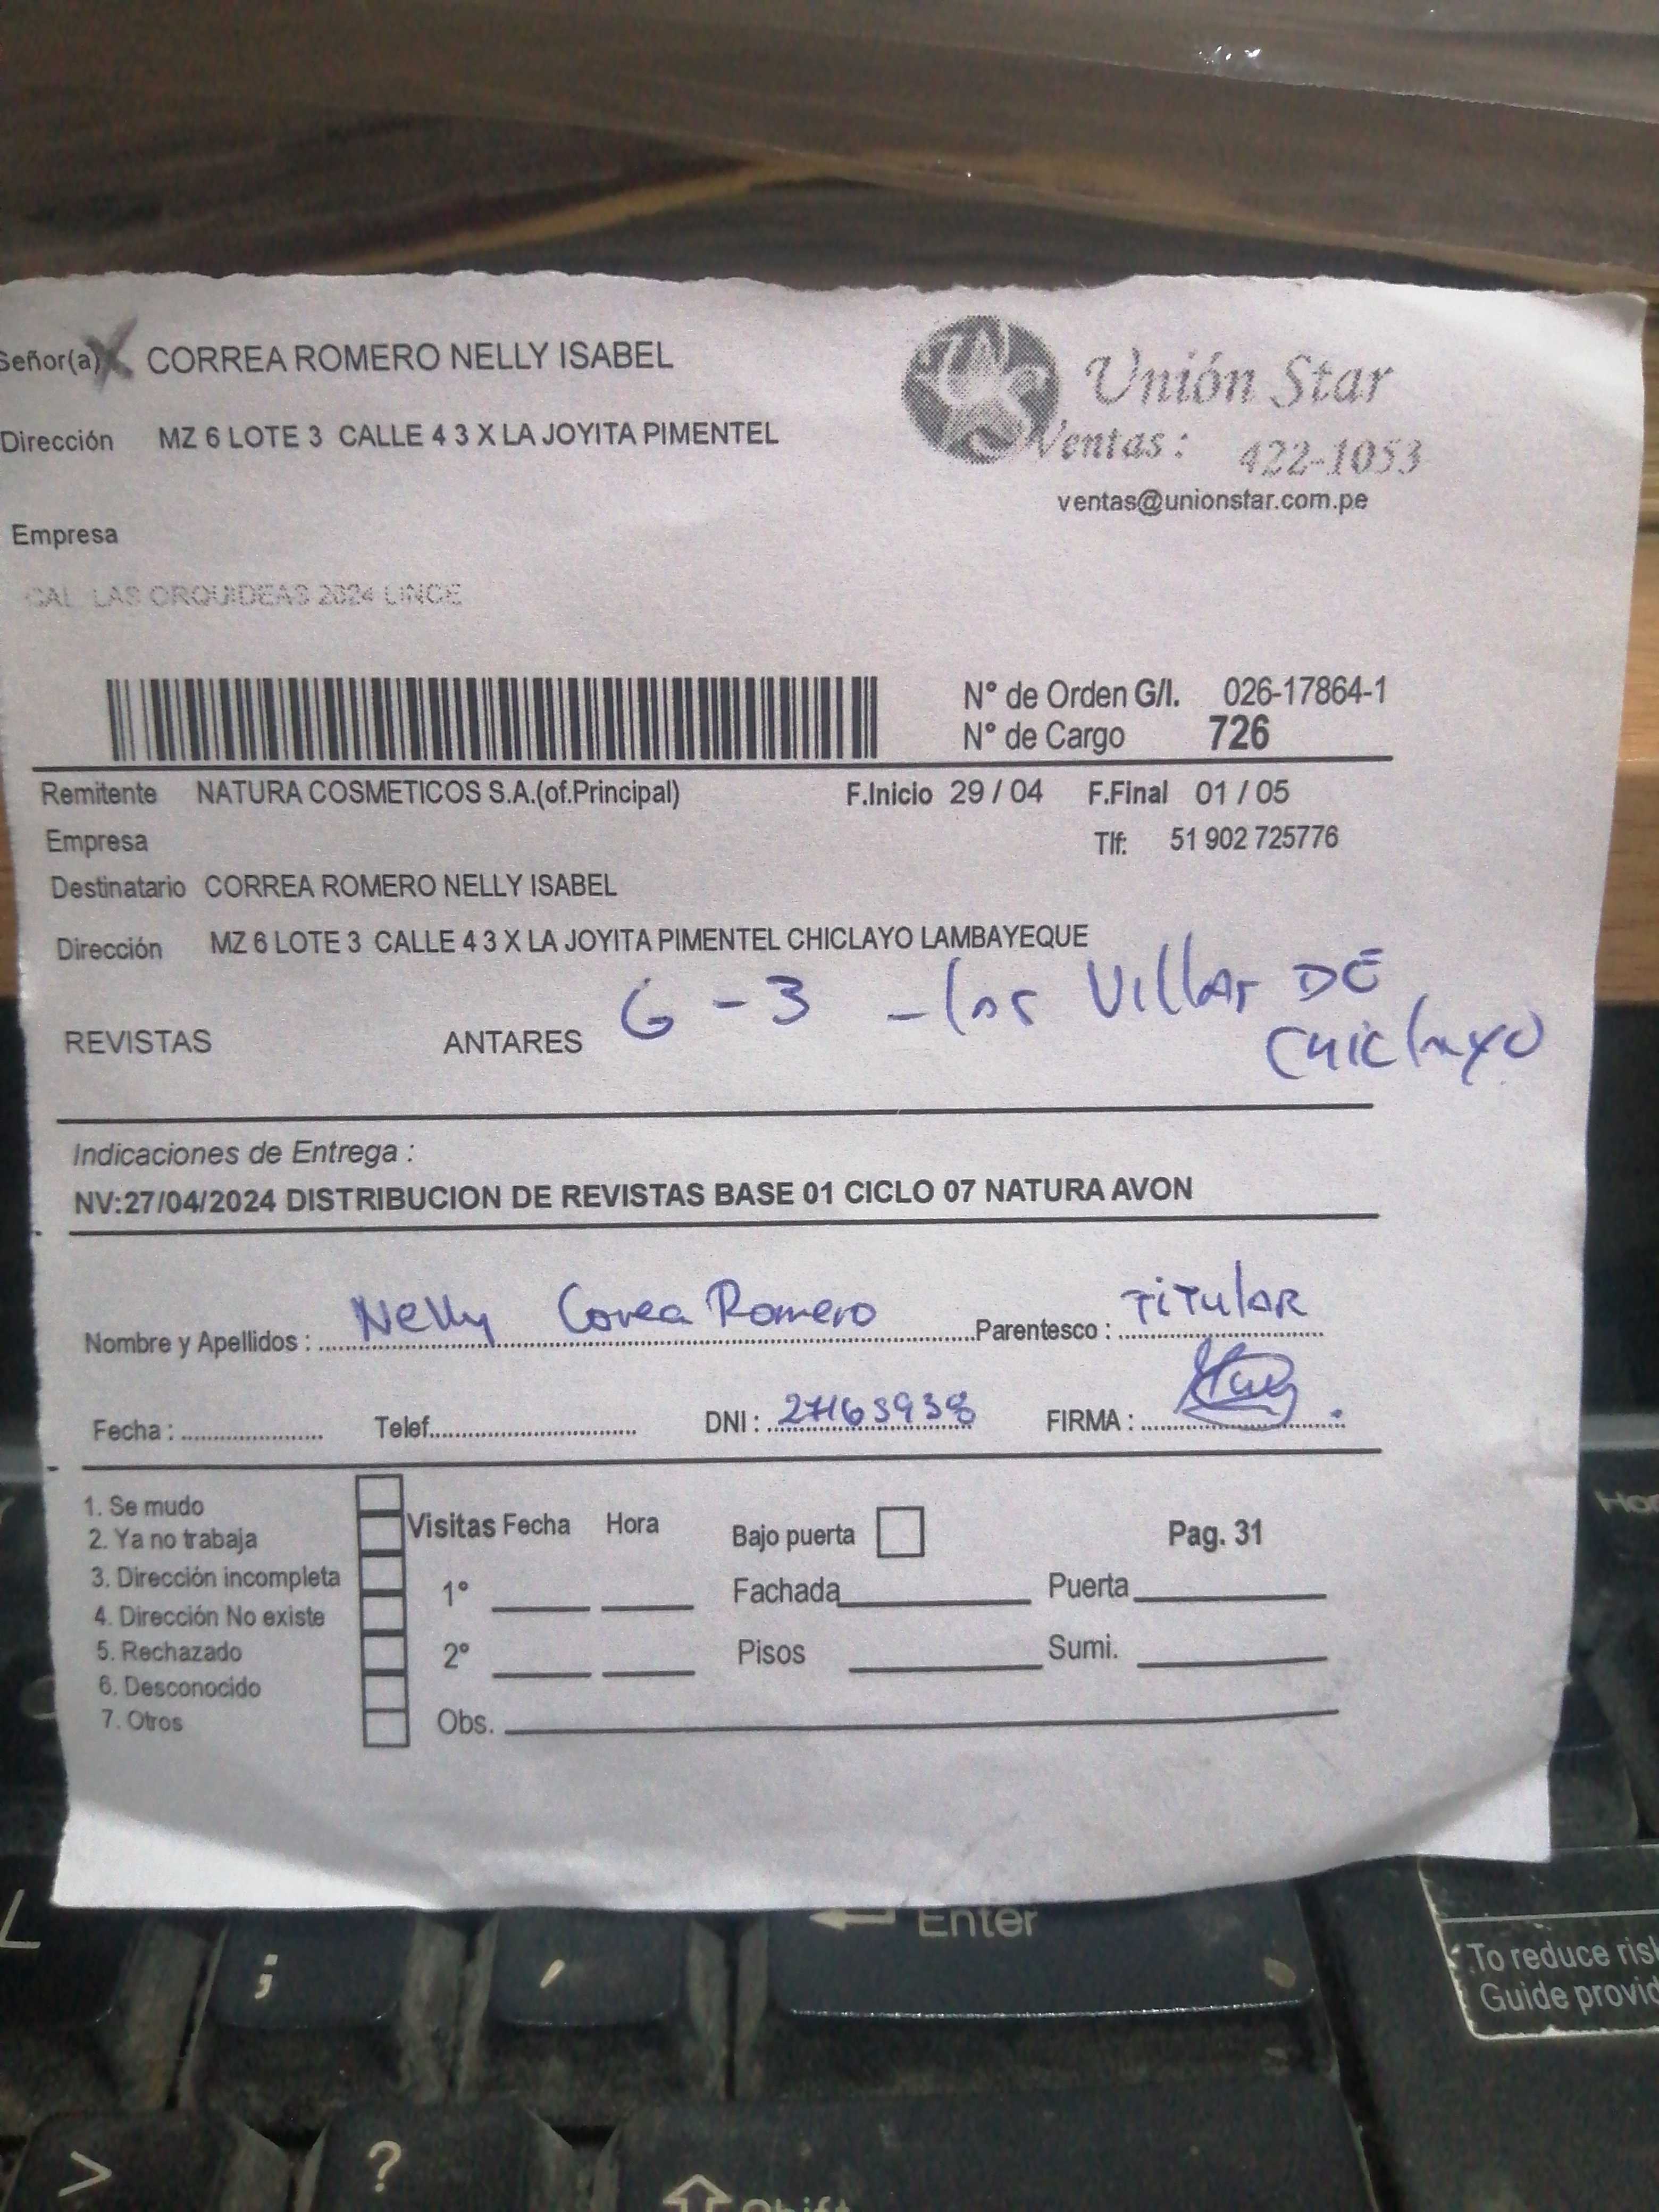 Señor(a) X CORREA ROMERO NELLY ISABEL
Unión Star
Dirección MZ 6 LOTE 3 CALLE 4 3 X LA JOYITA PIMENTEL
Ventas : 422-1053
ventas@unionstar.com.pe
Empresa
CAL LAS ORQUIDEAS 2024 LINCE
N° de Orden G/I. 026-17864-1
N° de Cargo 726
Remitente NATURA COSMETICOS S.A.(of.Principal) F.Inicio 29 / 04 F.Final 01 / 05
Empresa Tlf: 51 902 725776
Destinatario CORREA ROMERO NELLY ISABEL
Dirección MZ 6 LOTE 3 CALLE 4 3 X LA JOYITA PIMENTEL CHICLAYO LAMBAYEQUE
G - 3 - los Villar DE
Chiclayo
REVISTAS ANTARES
Indicaciones de Entrega :
NV:27/04/2024 DISTRIBUCION DE REVISTAS BASE 01 CICLO 07 NATURA AVON
Nombre y Apellidos : Nelly Correa Romero Parentesco : TiTular
Fecha : Telef. DNI : 27163938 FIRMA :
1. Se mudo
2. Ya no trabaja
3. Dirección incompleta
4. Dirección No existe
5. Rechazado
6. Desconocido
7. Otros
Visitas Fecha Hora Bajo puerta Pag. 31
1° Fachada Puerta
2° Pisos Sumi.
Obs.
Enter
; ,
L
To reduce risk
Guide provid
> ? Shift